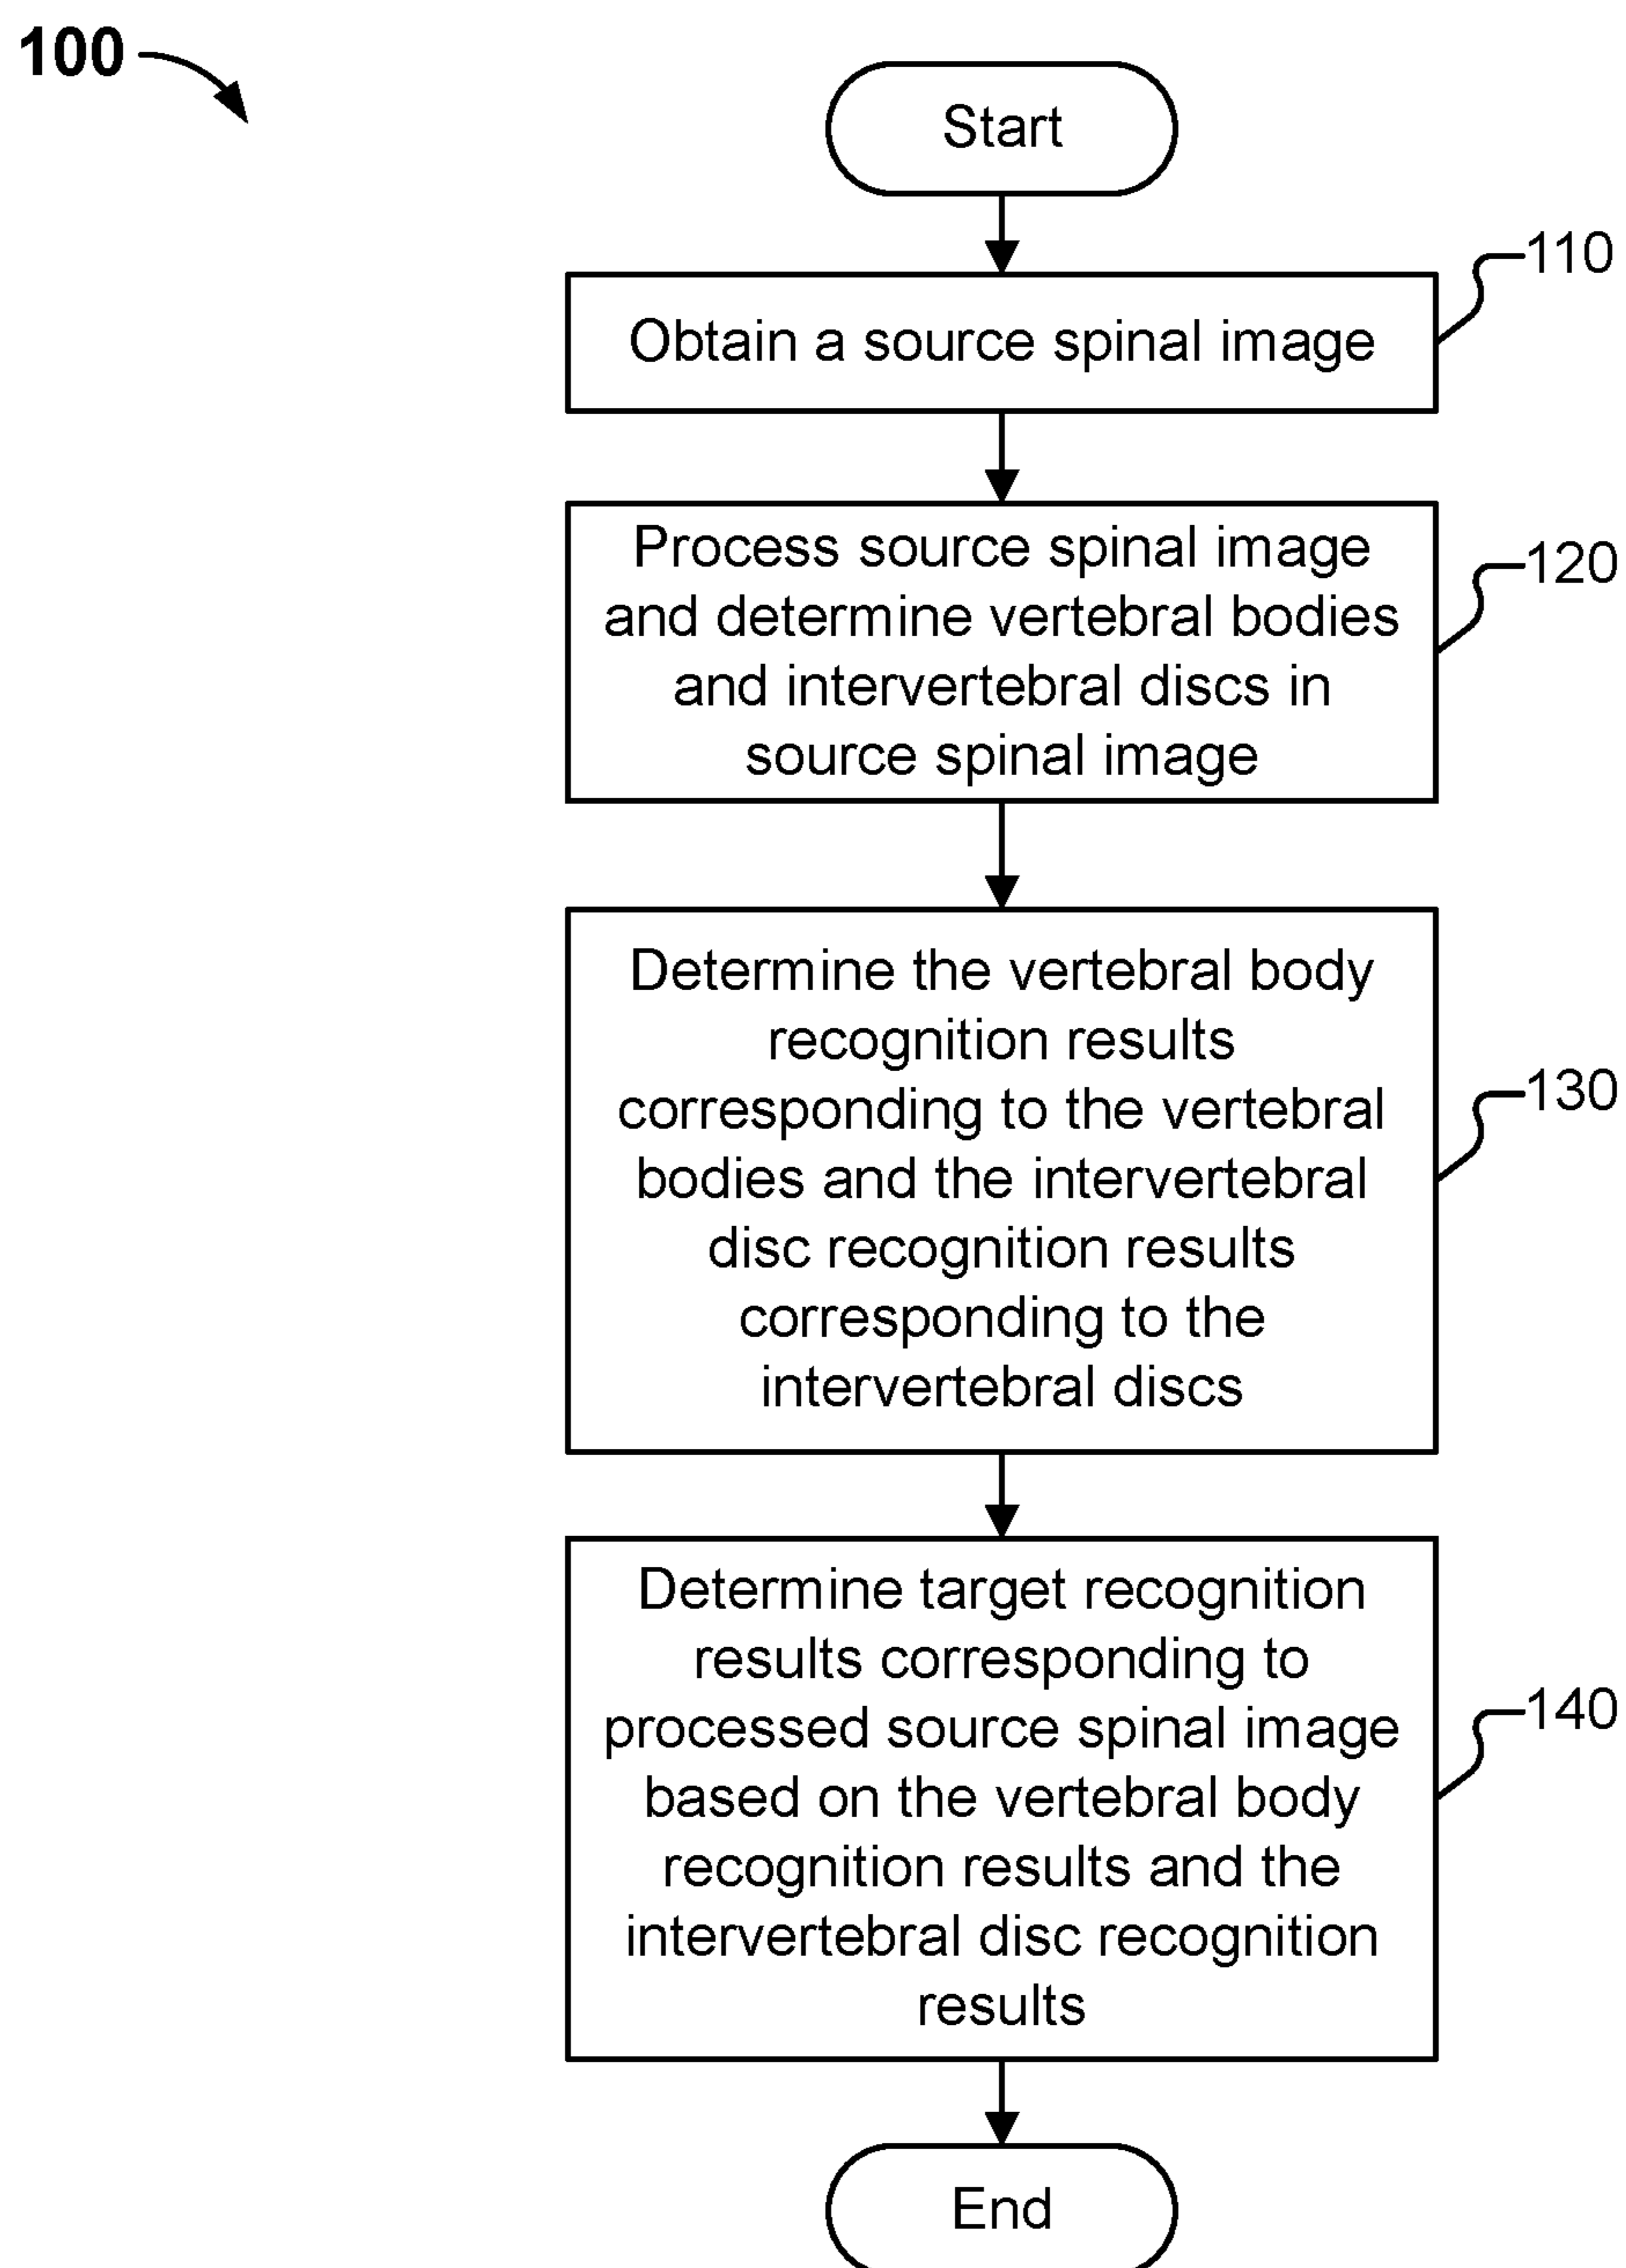 100
Start
110
Obtain a source spinal image
120
Process source spinal image
and determine vertebral bodies
and intervertebral discs in
source spinal image
130
Determine the vertebral body
recognition results
corresponding to the vertebral
bodies and the intervertebral
disc recognition results
corresponding to the
intervertebral discs
140
Determine target recognition
results corresponding to
processed source spinal image
based on the vertebral body
recognition results and the
intervertebral disc recognition
results
End